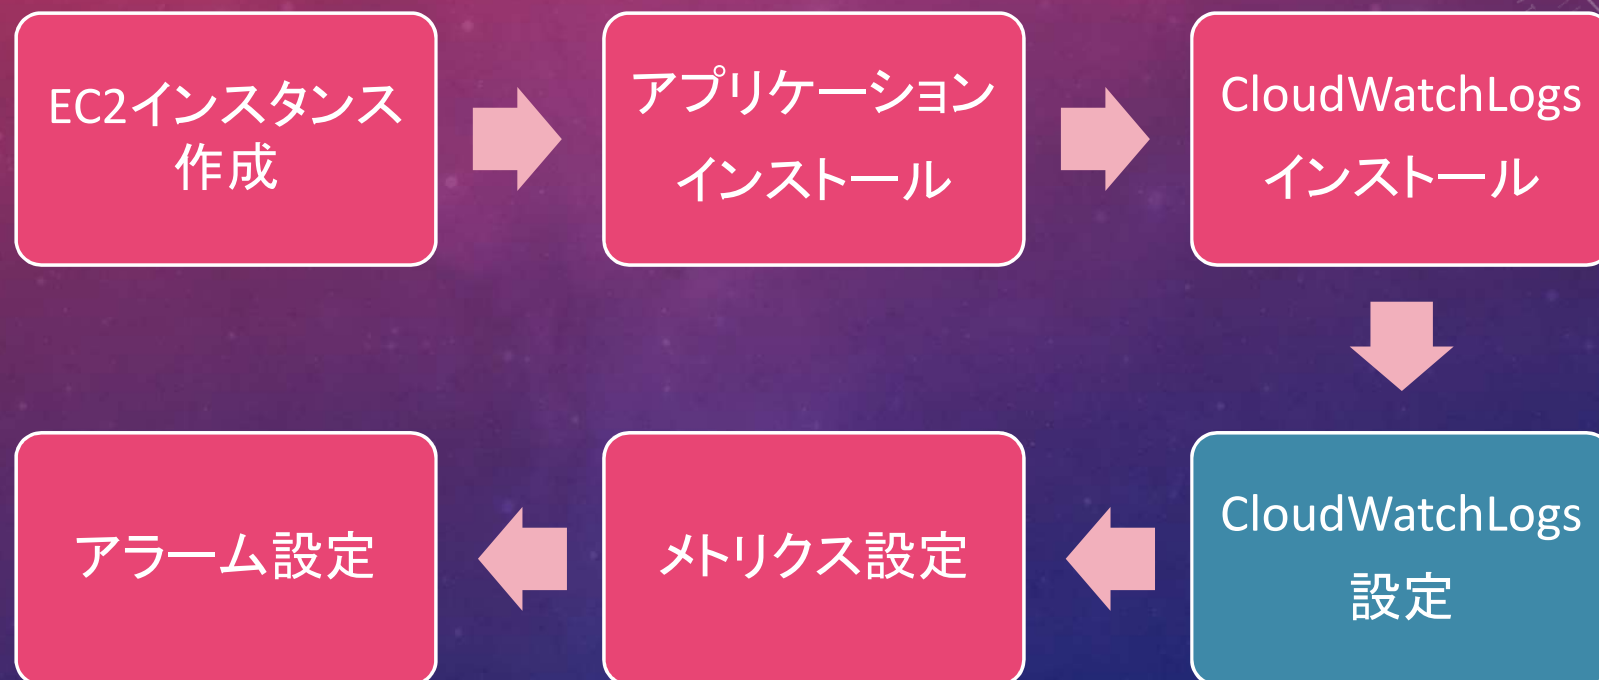 EC2インスタンス
作成
アプリケーション
インストール
CloudWatchLogs
インストール
CloudWatchLogs
設定
メトリクス設定
アラーム設定